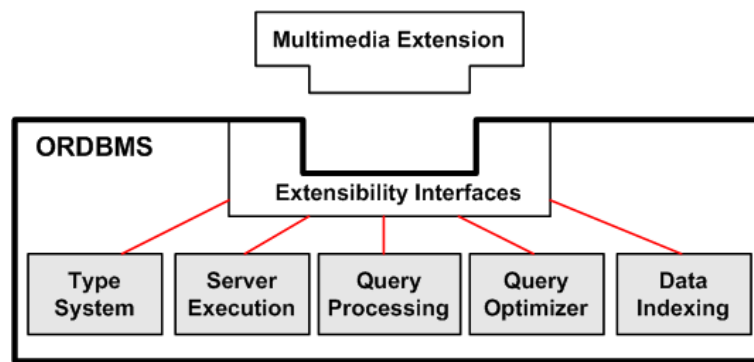 Multimedia Extension
ORDBMS
Extensibility Interfaces
Type
System
Server
Execution
Query
Processing
Query
Optimizer
Data
Indexing